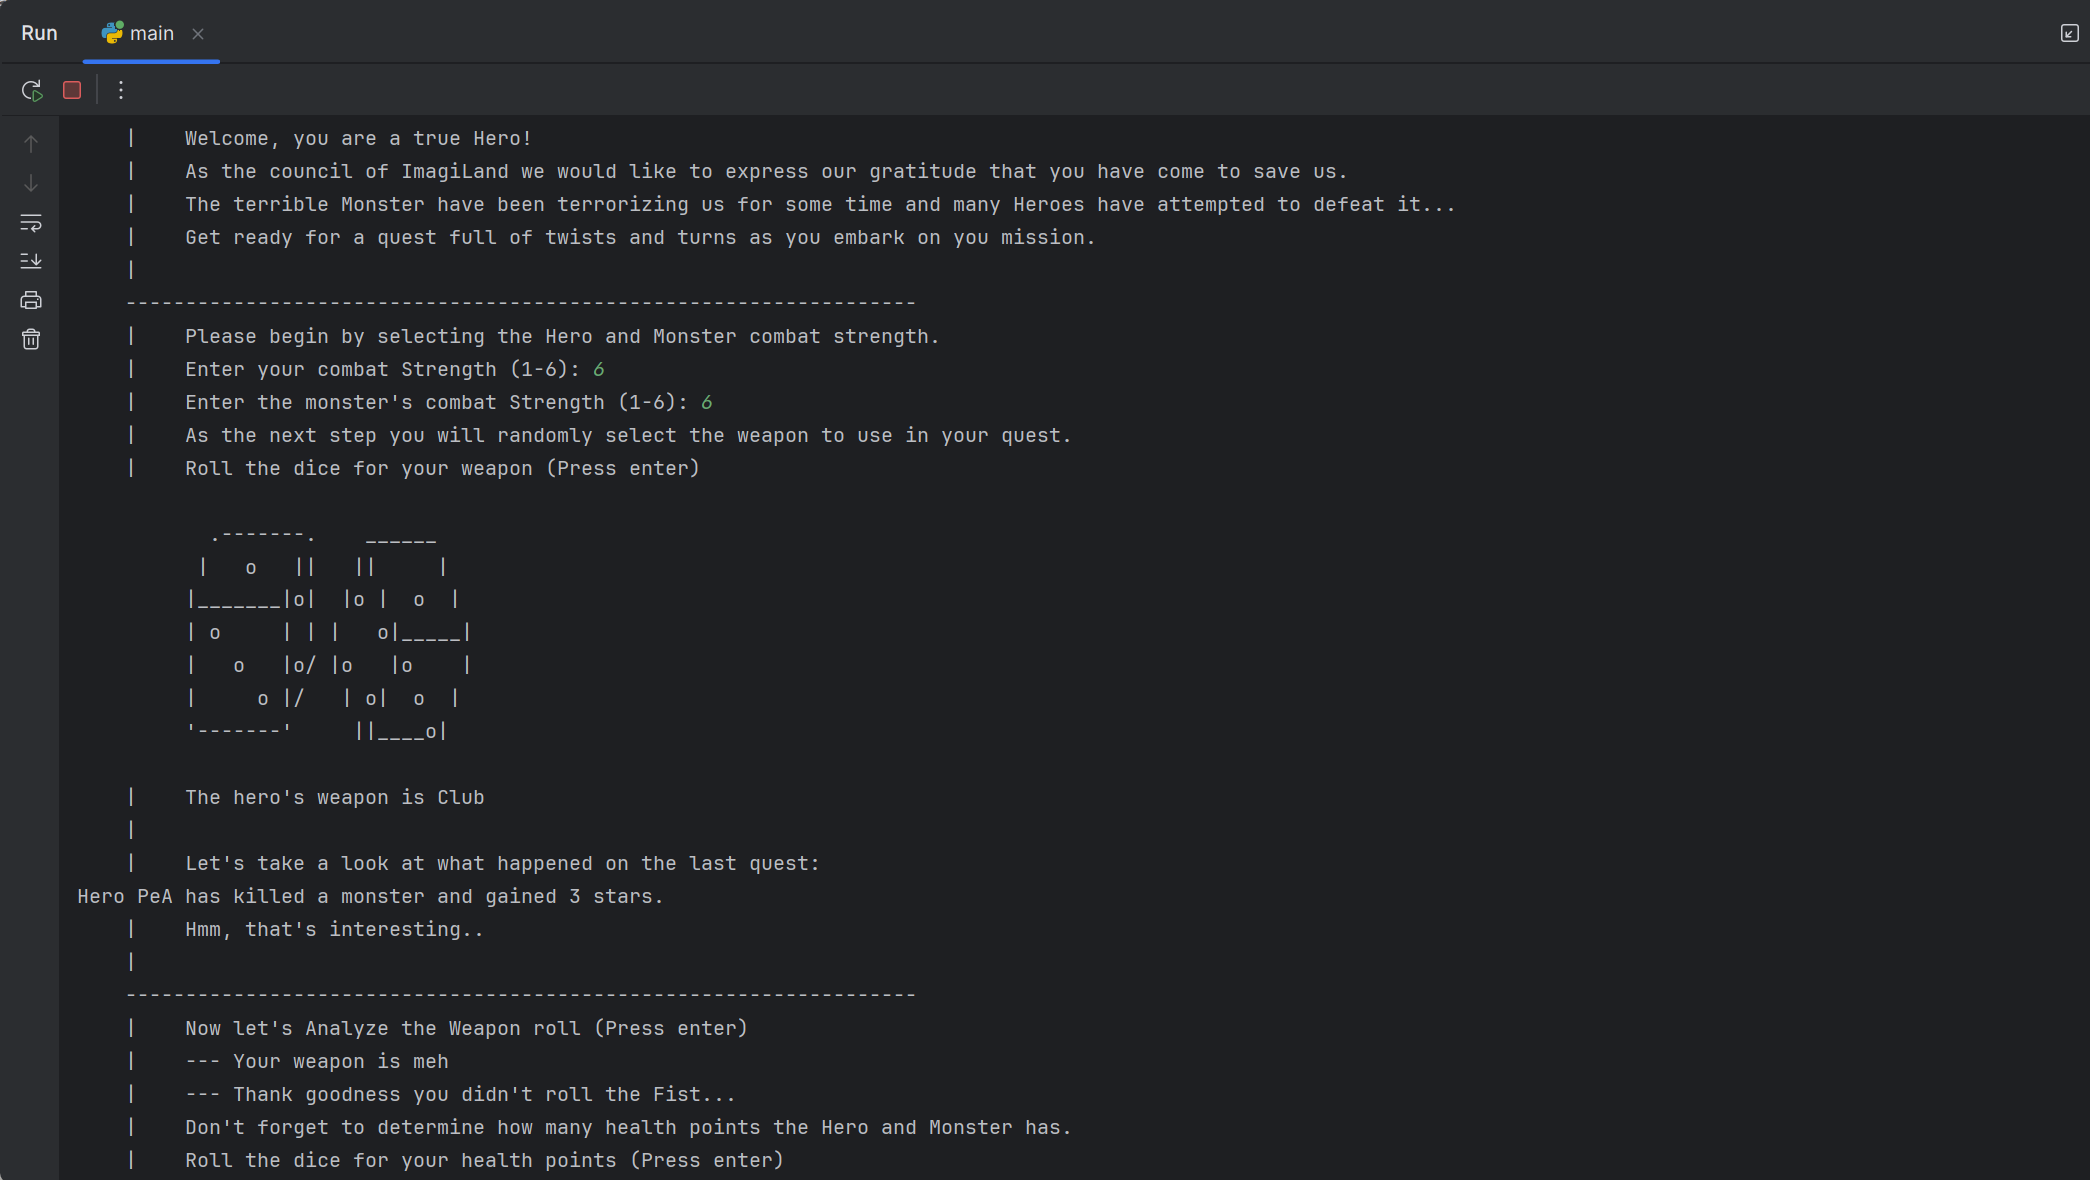 Run main
|    Welcome, you are a true Hero!
|    As the council of ImagiLand we would like to express our gratitude that you have come to save us.
|    The terrible Monster have been terrorizing us for some time and many Heroes have attempted to defeat it...
|    Get ready for a quest full of twists and turns as you embark on you mission.
|
------------------------------------------------------------------
|    Please begin by selecting the Hero and Monster combat strength.
|    Enter your combat Strength (1-6): 6
|    Enter the monster's combat Strength (1-6): 6
|    As the next step you will randomly select the weapon to use in your quest.
|    Roll the dice for your weapon (Press enter)
  .-------.    ______
 |   o   ||   ||     |
|_______|o|  |o |  o  |
| o     | | |   o|_____|
|   o   |o/ |o   |o    |
|     o |/   | o|  o  |
'-------'     ||____o|
|    The hero's weapon is Club
|
|    Let's take a look at what happened on the last quest:
Hero PeA has killed a monster and gained 3 stars.
|    Hmm, that's interesting..
|
------------------------------------------------------------------
|    Now let's Analyze the Weapon roll (Press enter)
|    --- Your weapon is meh
|    --- Thank goodness you didn't roll the Fist...
|    Don't forget to determine how many health points the Hero and Monster has.
|    Roll the dice for your health points (Press enter)